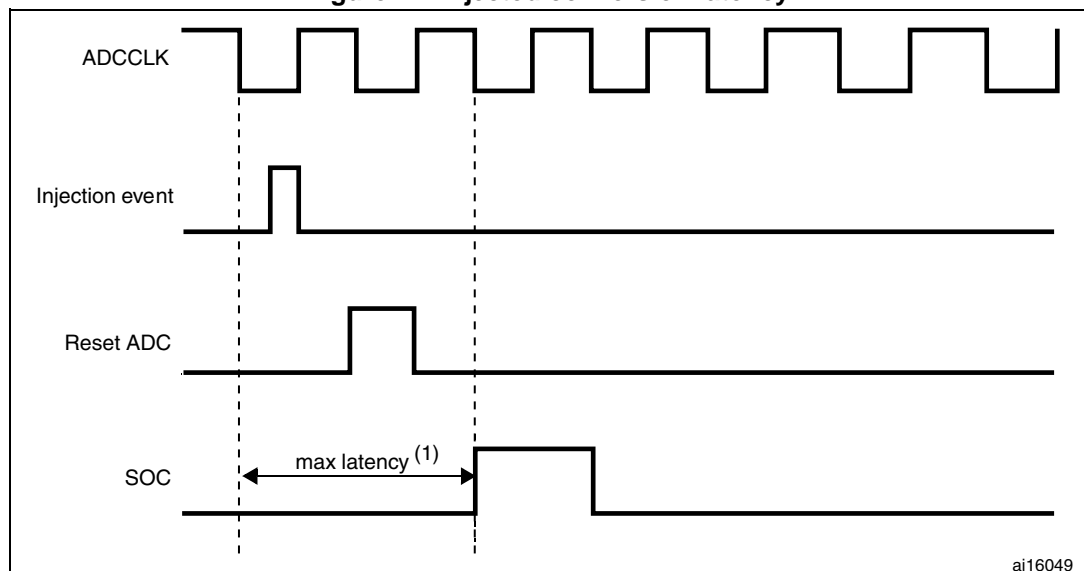 ADCCLK
Injection event
Reset ADC
max latency (1)
SOC
ai16049